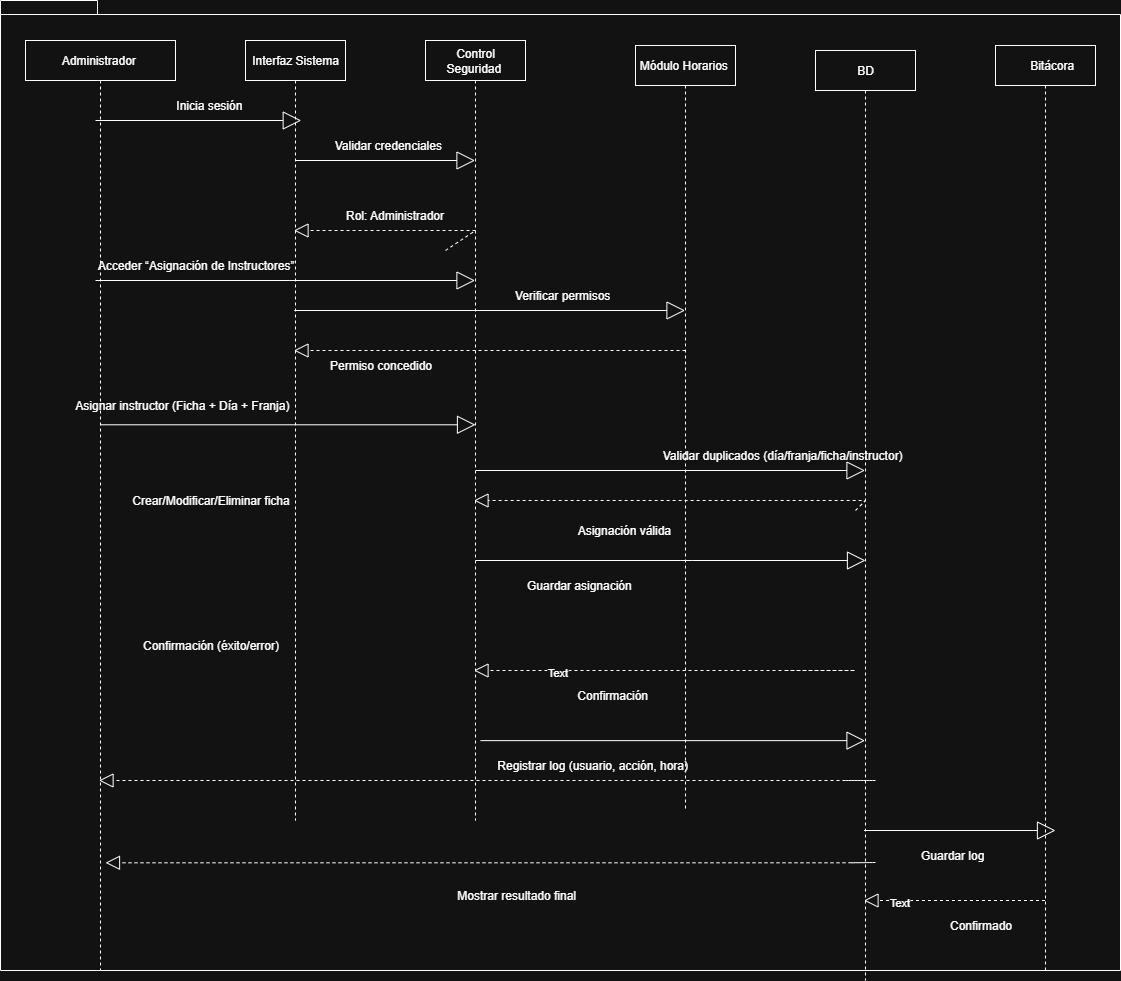 Administrador
Interfaz Sistema
Control
Seguridad
Módulo Horarios
BD
Bitácora
Inicia sesión
Validar credenciales
Rol: Administrador
Acceder “Asignación de Instructores”
Verificar permisos
Permiso concedido
Asignar instructor (Ficha + Día + Franja)
Validar duplicados (día/franja/ficha/instructor)
Crear/Modificar/Eliminar ficha
Asignación válida
Guardar asignación
Confirmación (éxito/error)
Text
Confirmación
Registrar log (usuario, acción, hora)
Guardar log
Mostrar resultado final
Text
Confirmado